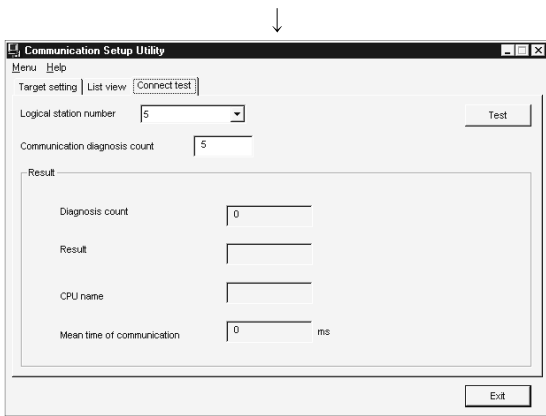 ↓
Communication Setup Utility
Menu Help
Target setting List view Connect test
Logical station number 5 Test
Communication diagnosis count 5
Result
Diagnosis count 0
Result
CPU name
Mean time of communication 0 ms
Exit